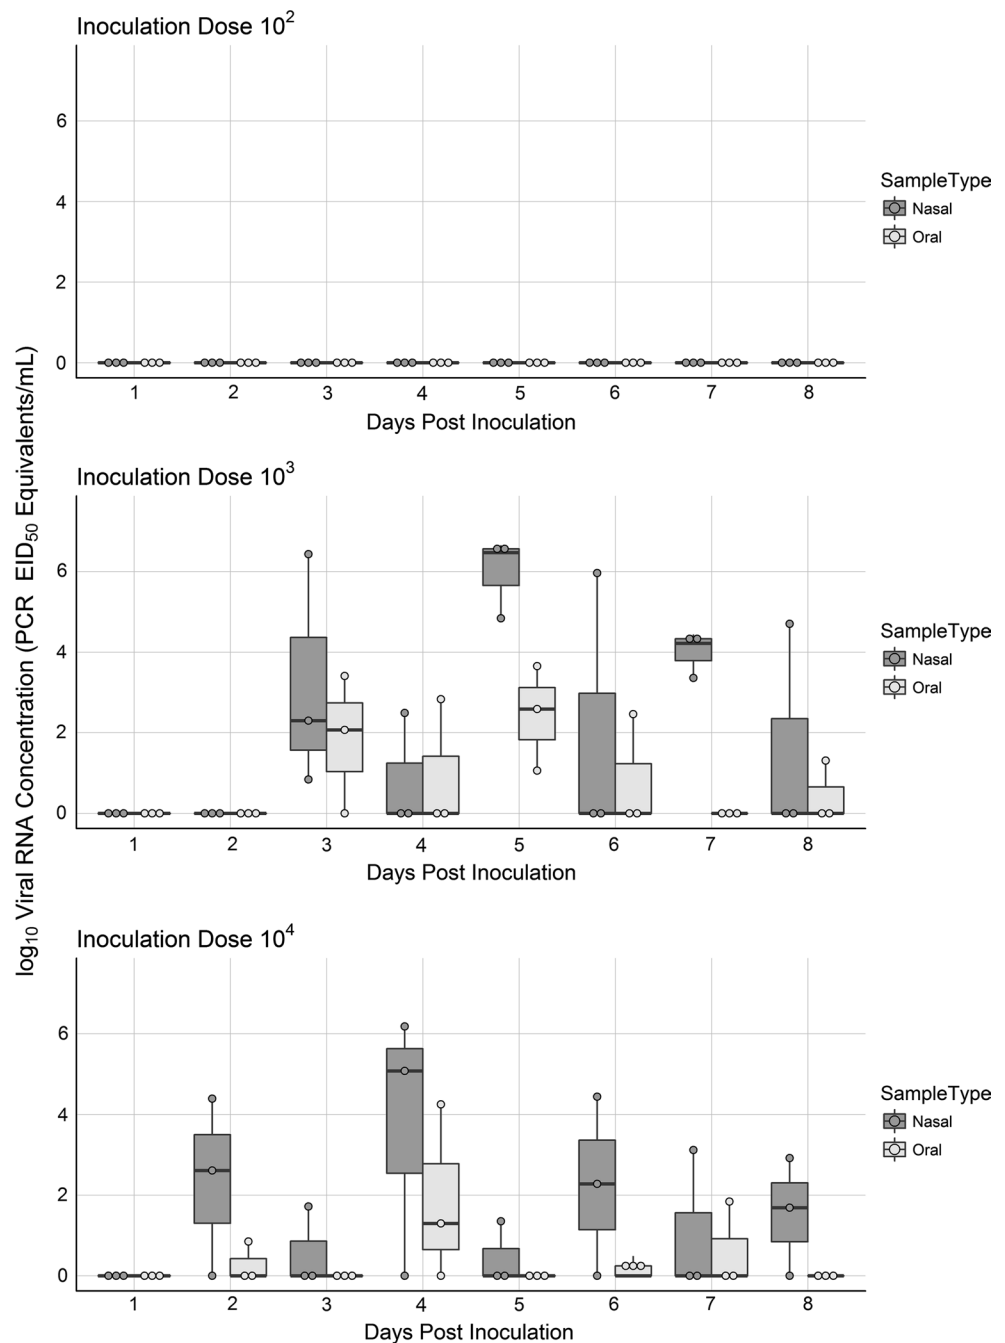 Inoculation Dose 10²
6
4
2
0
1 2 3 4 5 6 7 8
Days Post Inoculation
SampleType
Nasal
Oral
log₁₀ Viral RNA Concentration (PCR EID₅₀ Equivalents/mL)
Inoculation Dose 10³
6
4
2
0
1 2 3 4 5 6 7 8
Days Post Inoculation
SampleType
Nasal
Oral
Inoculation Dose 10⁴
6
4
2
0
1 2 3 4 5 6 7 8
Days Post Inoculation
SampleType
Nasal
Oral